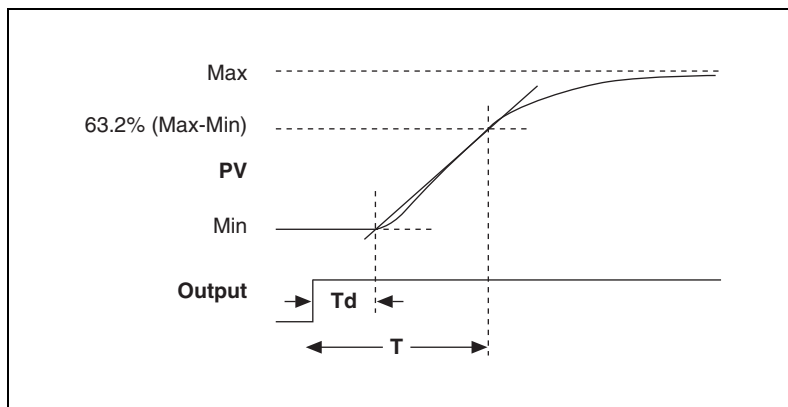 Max
63.2% (Max-Min)
PV
Min
Output
Td
T